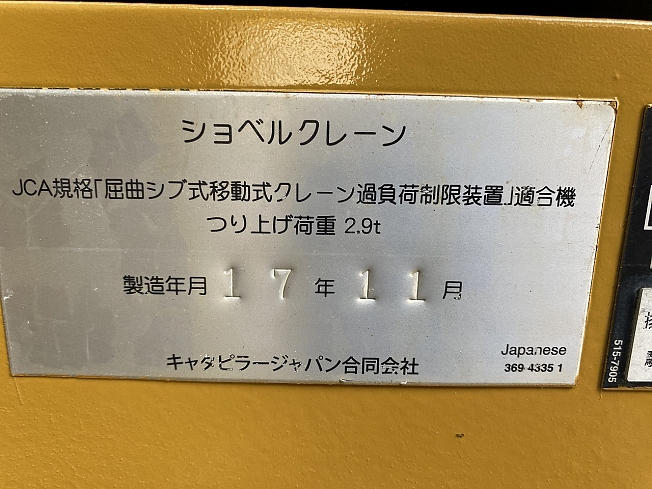 ショベルクレーン
JCA規格「屈曲ジブ式移動式クレーン過負荷制限装置」適合機
つり上げ荷重 2.9t
製造年月 17 年 11 月
キャタピラージャパン合同会社
Japanese
369-4335 1
515-7905